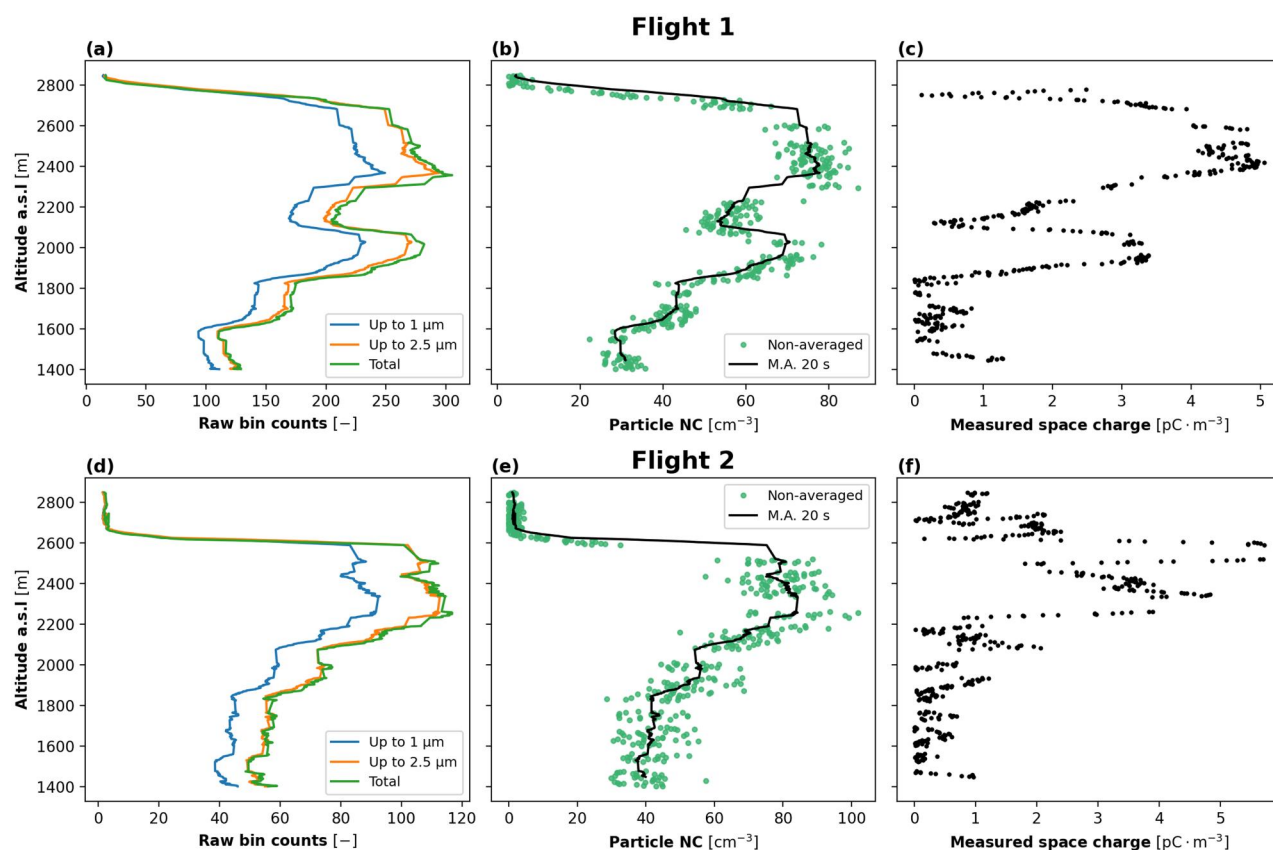 Flight 1
(a)
(b)
(c)
Altitude a.s.l [m]
2800
2600
2400
2200
2000
1800
1600
1400
Up to 1 µm
Up to 2.5 µm
Total
Non-averaged
M.A. 20 s
0 50 100 150 200 250 300
0 20 40 60 80
0 1 2 3 4 5
Raw bin counts [−]
Particle NC [cm⁻³]
Measured space charge [pC · m⁻³]
Flight 2
(d)
(e)
(f)
Altitude a.s.l [m]
2800
2600
2400
2200
2000
1800
1600
1400
Non-averaged
M.A. 20 s
Up to 1 µm
Up to 2.5 µm
Total
0 20 40 60 80 100 120
0 20 40 60 80 100
0 1 2 3 4 5
Raw bin counts [−]
Particle NC [cm⁻³]
Measured space charge [pC · m⁻³]